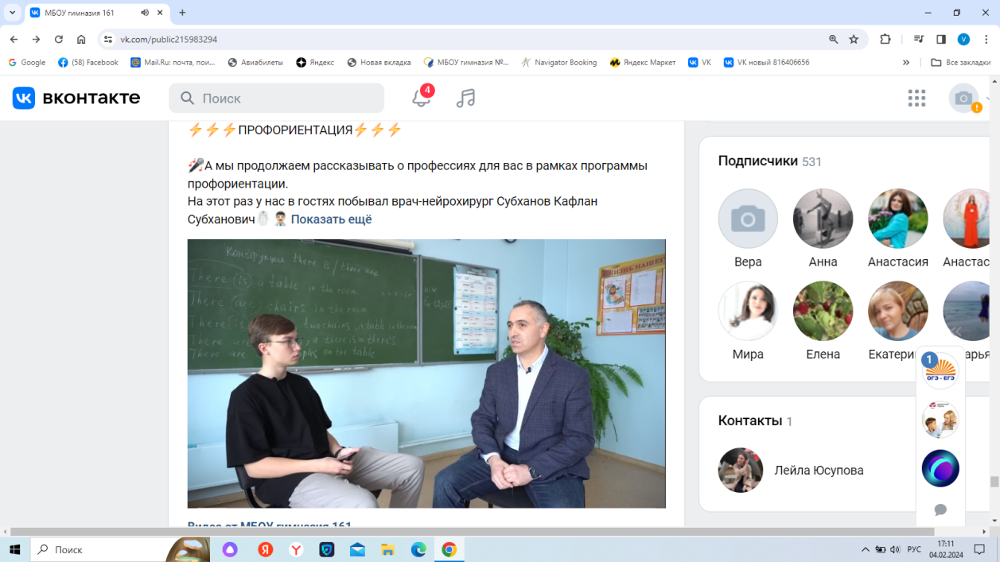 МБОУ гимназия 161
vk.com/public215983294
Google
(58) Facebook
Mail.Ru: почта, пои...
Авиабилеты
Яндекс
Новая вкладка
МБОУ гимназия №...
Navigator Booking
Яндекс Маркет
VK
VK новый 816406656
»
Все закладки
вконтакте
Поиск
4
⚡⚡⚡ПРОФОРИЕНТАЦИЯ⚡⚡⚡
🎤А мы продолжаем рассказывать о профессиях для вас в рамках программы
профориентации.
На этот раз у нас в гостях побывал врач-нейрохирург Субханов Кафлан
Субханович🥼👨🏻‍⚕️ Показать ещё
Конструкции there is / there are
There (is) a table in the room
There (are) chairs in the room
There is
two chairs, a table in the room
a there is = there's
There are
on the table.
ЖИЗНЬ НАШЕГ
Видео от МБОУ гимназия 161
Подписчики 531
Вера
Анна
Анастасия
Анастас
Мира
Елена
Екатери
арья
1
ОГЭ - ЕГЭ
Контакты 1
Лейла Юсупова
Поиск
РУС
17:11
04.02.2024